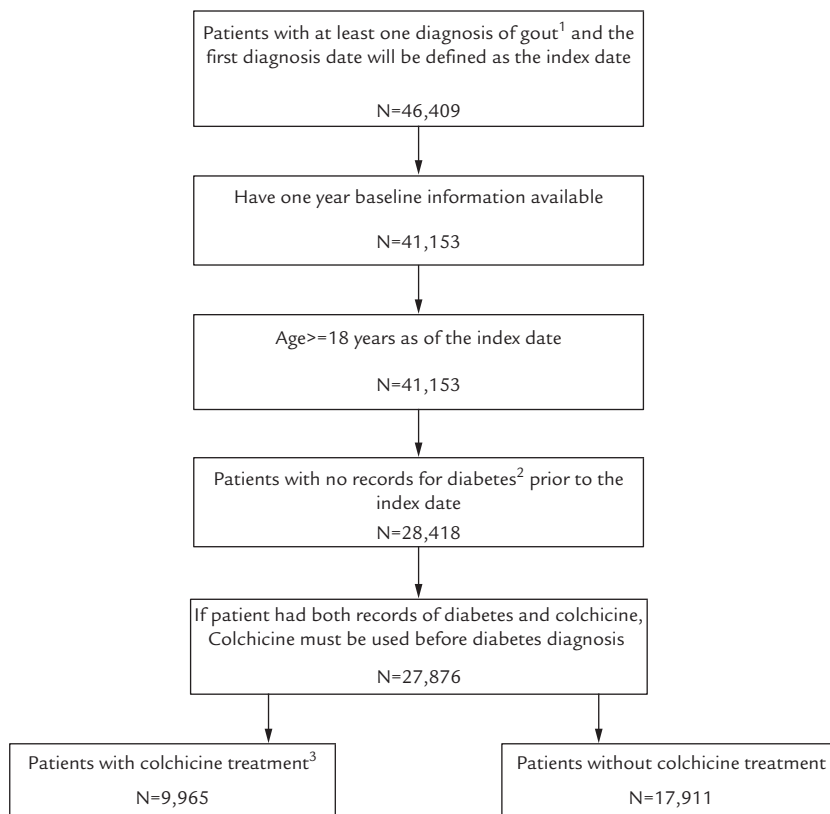 Patients with at least one diagnosis of gout¹ and the
first diagnosis date will be defined as the index date
N=46,409
Have one year baseline information available
N=41,153
Age>=18 years as of the index date
N=41,153
Patients with no records for diabetes² prior to the
index date
N=28,418
If patient had both records of diabetes and colchicine,
Colchicine must be used before diabetes diagnosis
N=27,876
Patients with colchicine treatment³
N=9,965
Patients without colchicine treatment
N=17,911